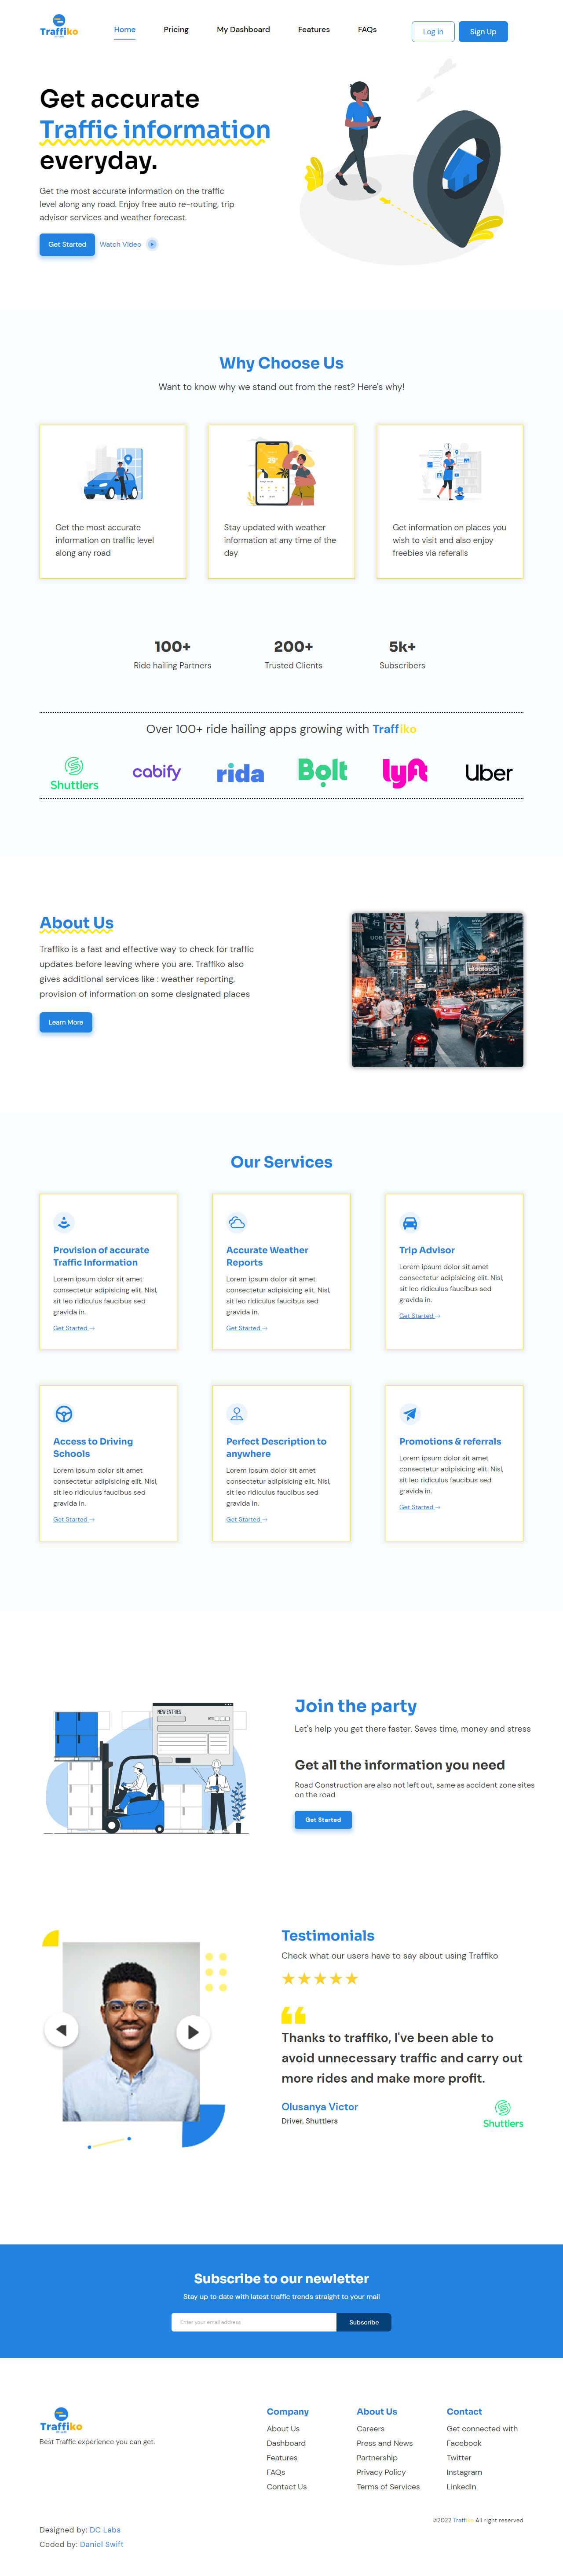 Traffiko
Home Pricing My Dashboard Features FAQs Log in Sign Up
Get accurate
Traffic information
everyday.
Get the most accurate information on the traffic
level along any road. Enjoy free auto re-routing, trip
advisor services and weather forecast.
Get Started Watch Video
Why Choose Us
Want to know why we stand out from the rest? Here's why!
Get the most accurate
information on traffic level
along any road
Stay updated with weather
information at any time of the
day
Get information on places you
wish to visit and also enjoy
freebies via referalls
100+ 200+ 5k+
Ride hailing Partners Trusted Clients Subscribers
Over 100+ ride hailing apps growing with Traffiko
Shuttlers cabify rida Bolt lyft Uber
About Us
Traffiko is a fast and effective way to check for traffic
updates before leaving where you are. Traffiko also
gives additional services like : weather reporting,
provision of information on some designated places
Learn More
Our Services
Provision of accurate
Traffic Information
Lorem ipsum dolor sit amet
consectetur adipisicing elit. Nisl,
sit leo ridiculus faucibus sed
gravida in.
Get Started
Accurate Weather
Reports
Lorem ipsum dolor sit amet
consectetur adipisicing elit. Nisl,
sit leo ridiculus faucibus sed
gravida in.
Get Started
Trip Advisor
Lorem ipsum dolor sit amet
consectetur adipisicing elit. Nisl,
sit leo ridiculus faucibus sed
gravida in.
Get Started
Access to Driving
Schools
Lorem ipsum dolor sit amet
consectetur adipisicing elit. Nisl,
sit leo ridiculus faucibus sed
gravida in.
Get Started
Perfect Description to
anywhere
Lorem ipsum dolor sit amet
consectetur adipisicing elit. Nisl,
sit leo ridiculus faucibus sed
gravida in.
Get Started
Promotions & referrals
Lorem ipsum dolor sit amet
consectetur adipisicing elit. Nisl,
sit leo ridiculus faucibus sed
gravida in.
Get Started
NEW ENTRIES
Join the party
Let's help you get there faster. Saves time, money and stress
Get all the information you need
Road Construction are also not left out, same as accident zone sites
on the road
Get Started
Testimonials
Check what our users have to say about using Traffiko
Thanks to traffiko, I've been able to
avoid unnecessary traffic and carry out
more rides and make more profit.
Olusanya Victor
Driver, Shuttlers
Shuttlers
Subscribe to our newletter
Stay up to date with latest traffic trends straight to your mail
Enter your email address Subscribe
Traffiko
Best Traffic experience you can get.
Company
About Us
Dashboard
Features
FAQs
Contact Us
About Us
Careers
Press and News
Partnership
Privacy Policy
Terms of Services
Contact
Get connected with
Facebook
Twitter
Instagram
LinkedIn
©2022 Traffiko All right reserved
Designed by: DC Labs
Coded by: Daniel Swift